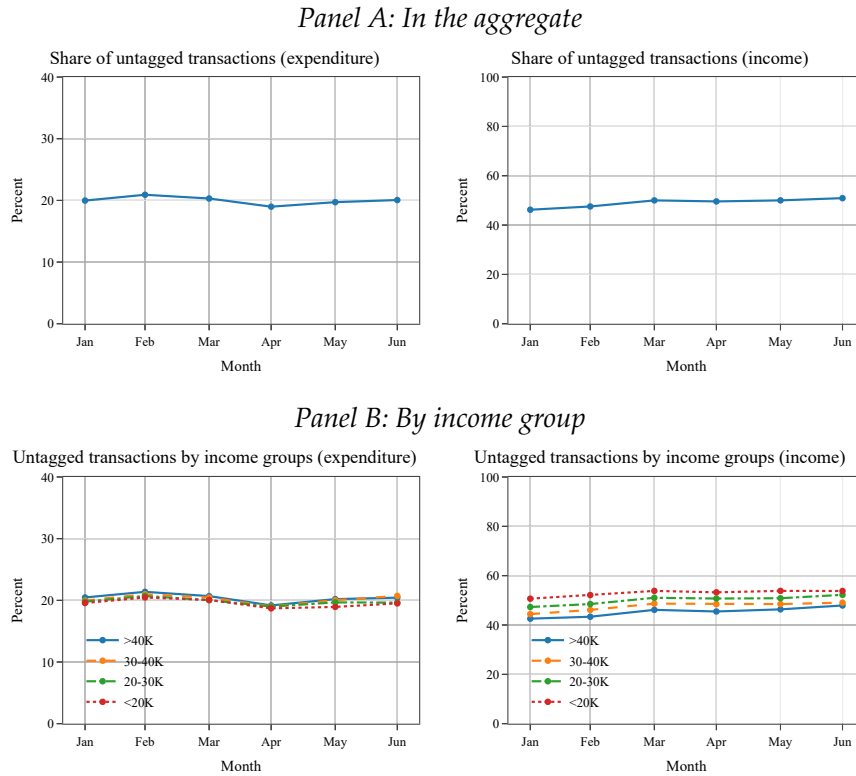 Panel A: In the aggregate
Share of untagged transactions (expenditure)
40
30
20
10
0
Percent
Jan Feb Mar Apr May Jun
Month
Share of untagged transactions (income)
100
80
60
40
20
0
Percent
Jan Feb Mar Apr May Jun
Month
Panel B: By income group
Untagged transactions by income groups (expenditure)
40
30
20
10
0
Percent
>40K
30-40K
20-30K
<20K
Jan Feb Mar Apr May Jun
Month
Untagged transactions by income groups (income)
100
80
60
40
20
0
Percent
>40K
30-40K
20-30K
<20K
Jan Feb Mar Apr May Jun
Month